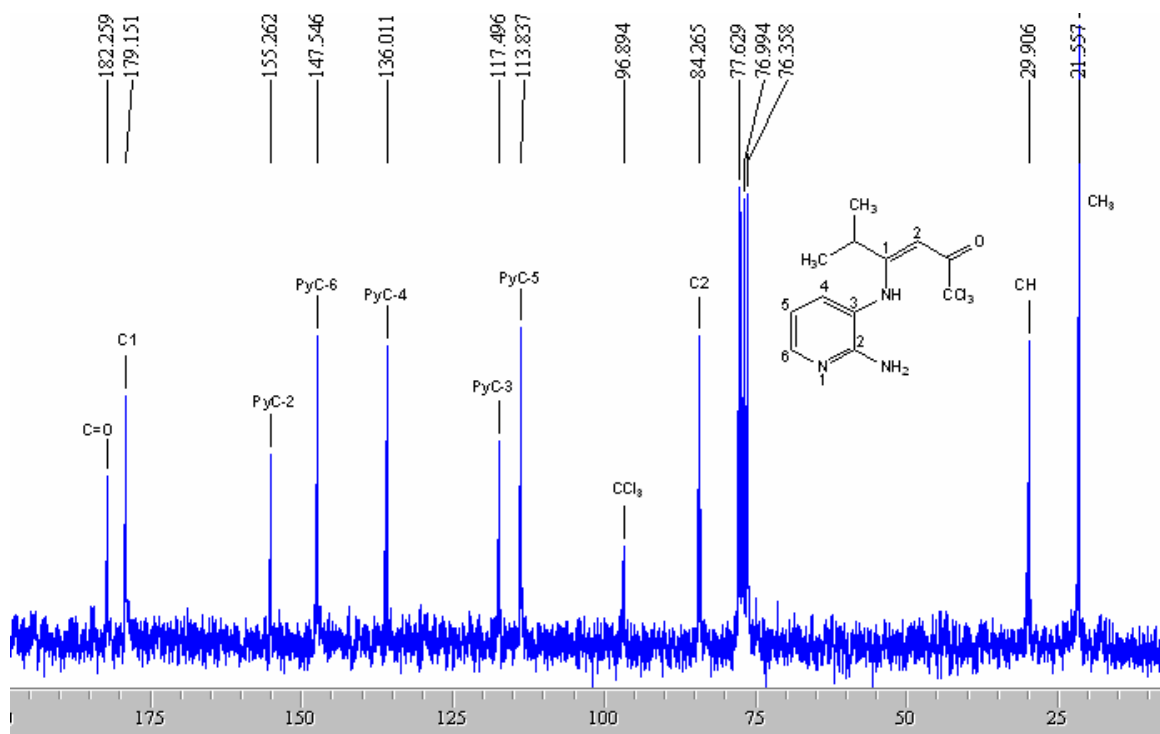 182.259
179.151
155.262
147.546
136.011
117.496
113.837
96.894
84.265
77.629
76.994
76.358
29.906
21.557
C=O
C1
PyC-2
PyC-6
PyC-4
PyC-3
PyC-5
CCl3
C2
CH
CH3
CH3
H3C
1
2
O
NH
CCl3
4
5
3
6
2
N
1
NH2
175
150
125
100
75
50
25